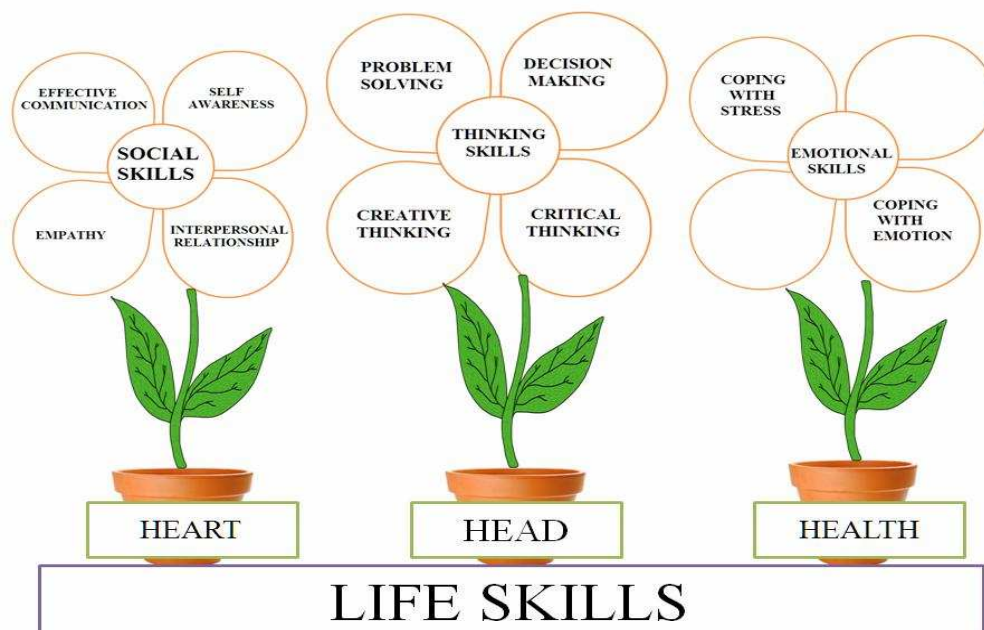 EFFECTIVE
COMMUNICATION
SELF
AWARENESS
SOCIAL
SKILLS
EMPATHY
INTERPERSONAL
RELATIONSHIP
PROBLEM
SOLVING
DECISION
MAKING
THINKING
SKILLS
CREATIVE
THINKING
CRITICAL
THINKING
COPING
WITH
STRESS
EMOTIONAL
SKILLS
COPING
WITH
EMOTION
HEART
HEAD
HEALTH
LIFE SKILLS